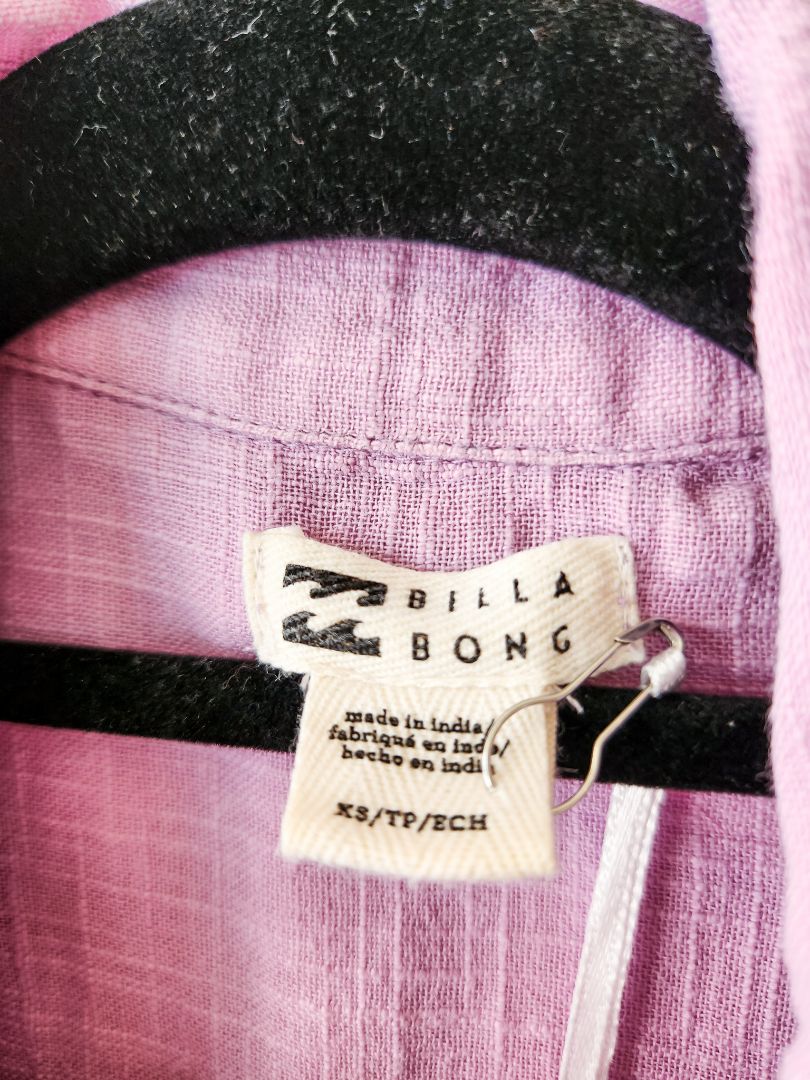 BILLA
BONG
made in india/
fabriqué en inde/
hecho en india
XS/TP/ECH